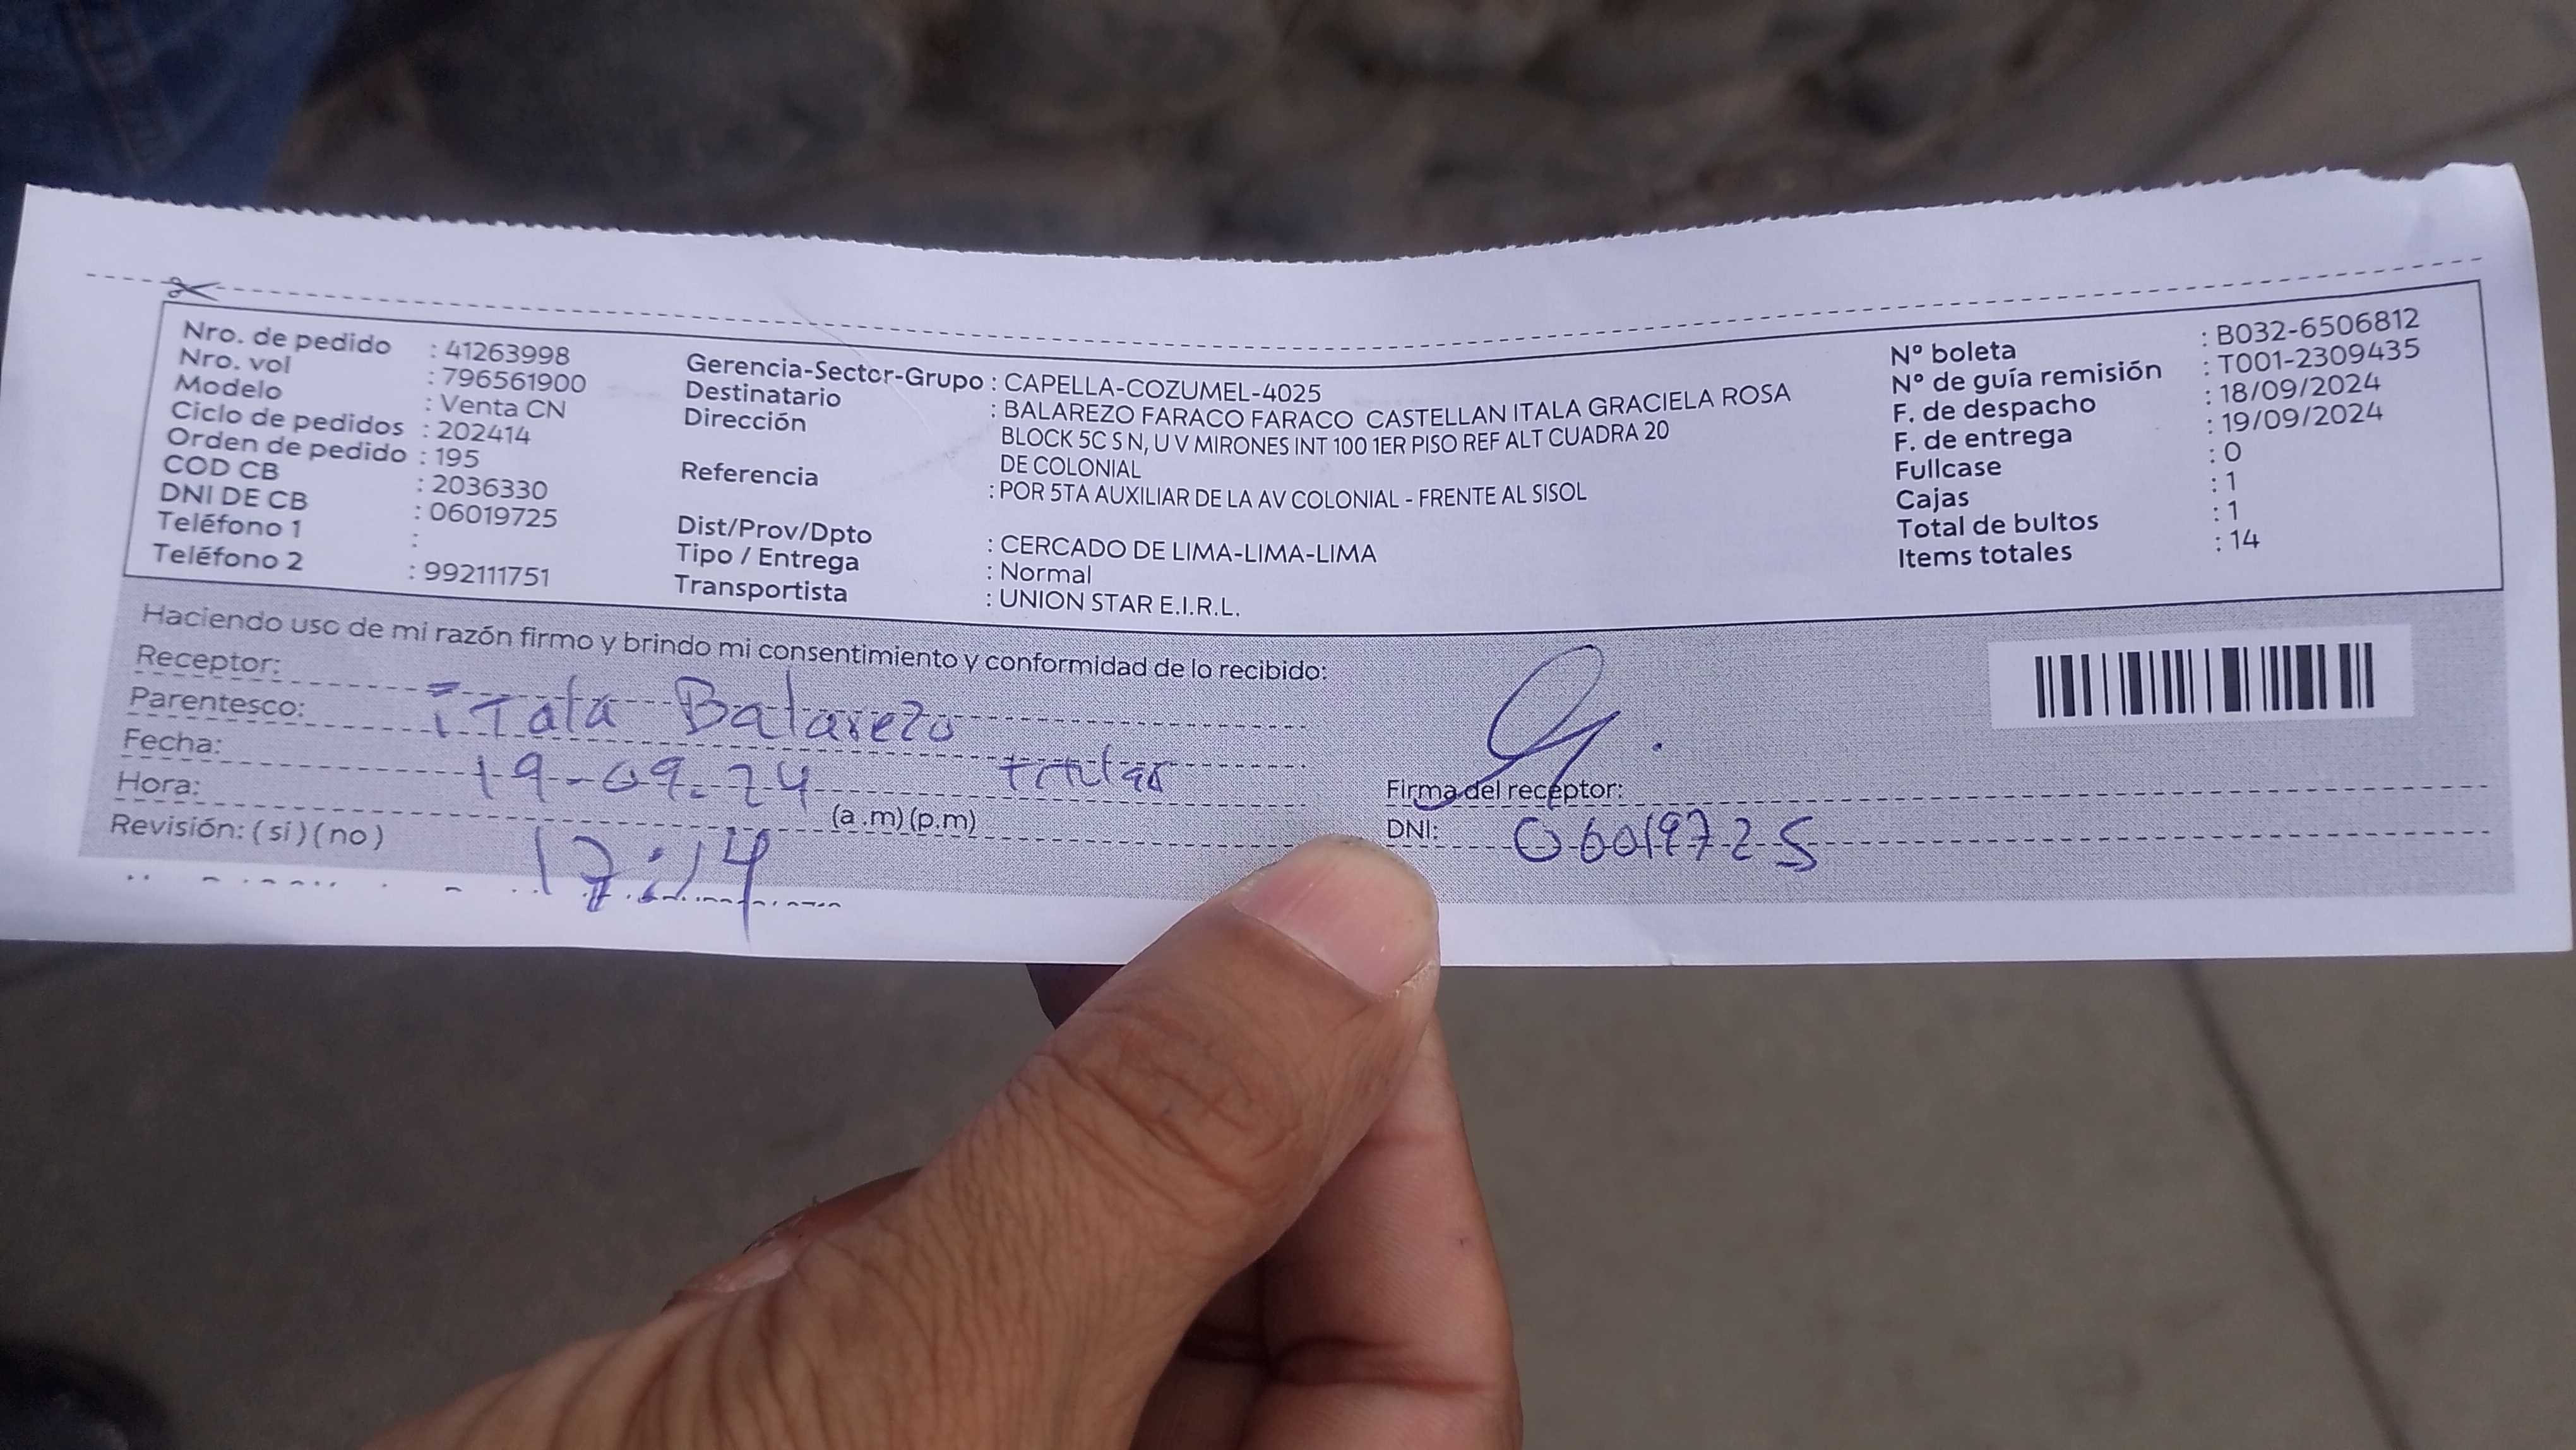 Nro. de pedido : 41263998
Nro. vol : 796561900
Modelo : Venta CN
Ciclo de pedidos : 202414
Orden de pedido : 195
COD CB : 2036330
DNI DE CB : 06019725
Teléfono 1 :
Teléfono 2 : 992111751
Gerencia-Sector-Grupo : CAPELLA-COZUMEL-4025
Destinatario : BALAREZO FARACO FARACO CASTELLAN ITALA GRACIELA ROSA
Dirección BLOCK 5C S N, U V MIRONES INT 100 1ER PISO REF ALT CUADRA 20
DE COLONIAL
Referencia : POR 5TA AUXILIAR DE LA AV COLONIAL - FRENTE AL SISOL
Dist/Prov/Dpto : CERCADO DE LIMA-LIMA-LIMA
Tipo / Entrega : Normal
Transportista : UNION STAR E.I.R.L.
N° boleta : B032-6506812
N° de guía remisión : T001-2309435
F. de despacho : 18/09/2024
F. de entrega : 19/09/2024
Fullcase : 0
Cajas : 1
Total de bultos : 1
Items totales : 14
Haciendo uso de mi razón firmo y brindo mi consentimiento y conformidad de lo recibido:
Receptor: iTala Balarezo
Parentesco: titular
Fecha: 19-09-24
Hora: 17:14 (a .m) (p.m)
Revisión: ( si ) ( no )
Firma del receptor:
DNI: 06019725